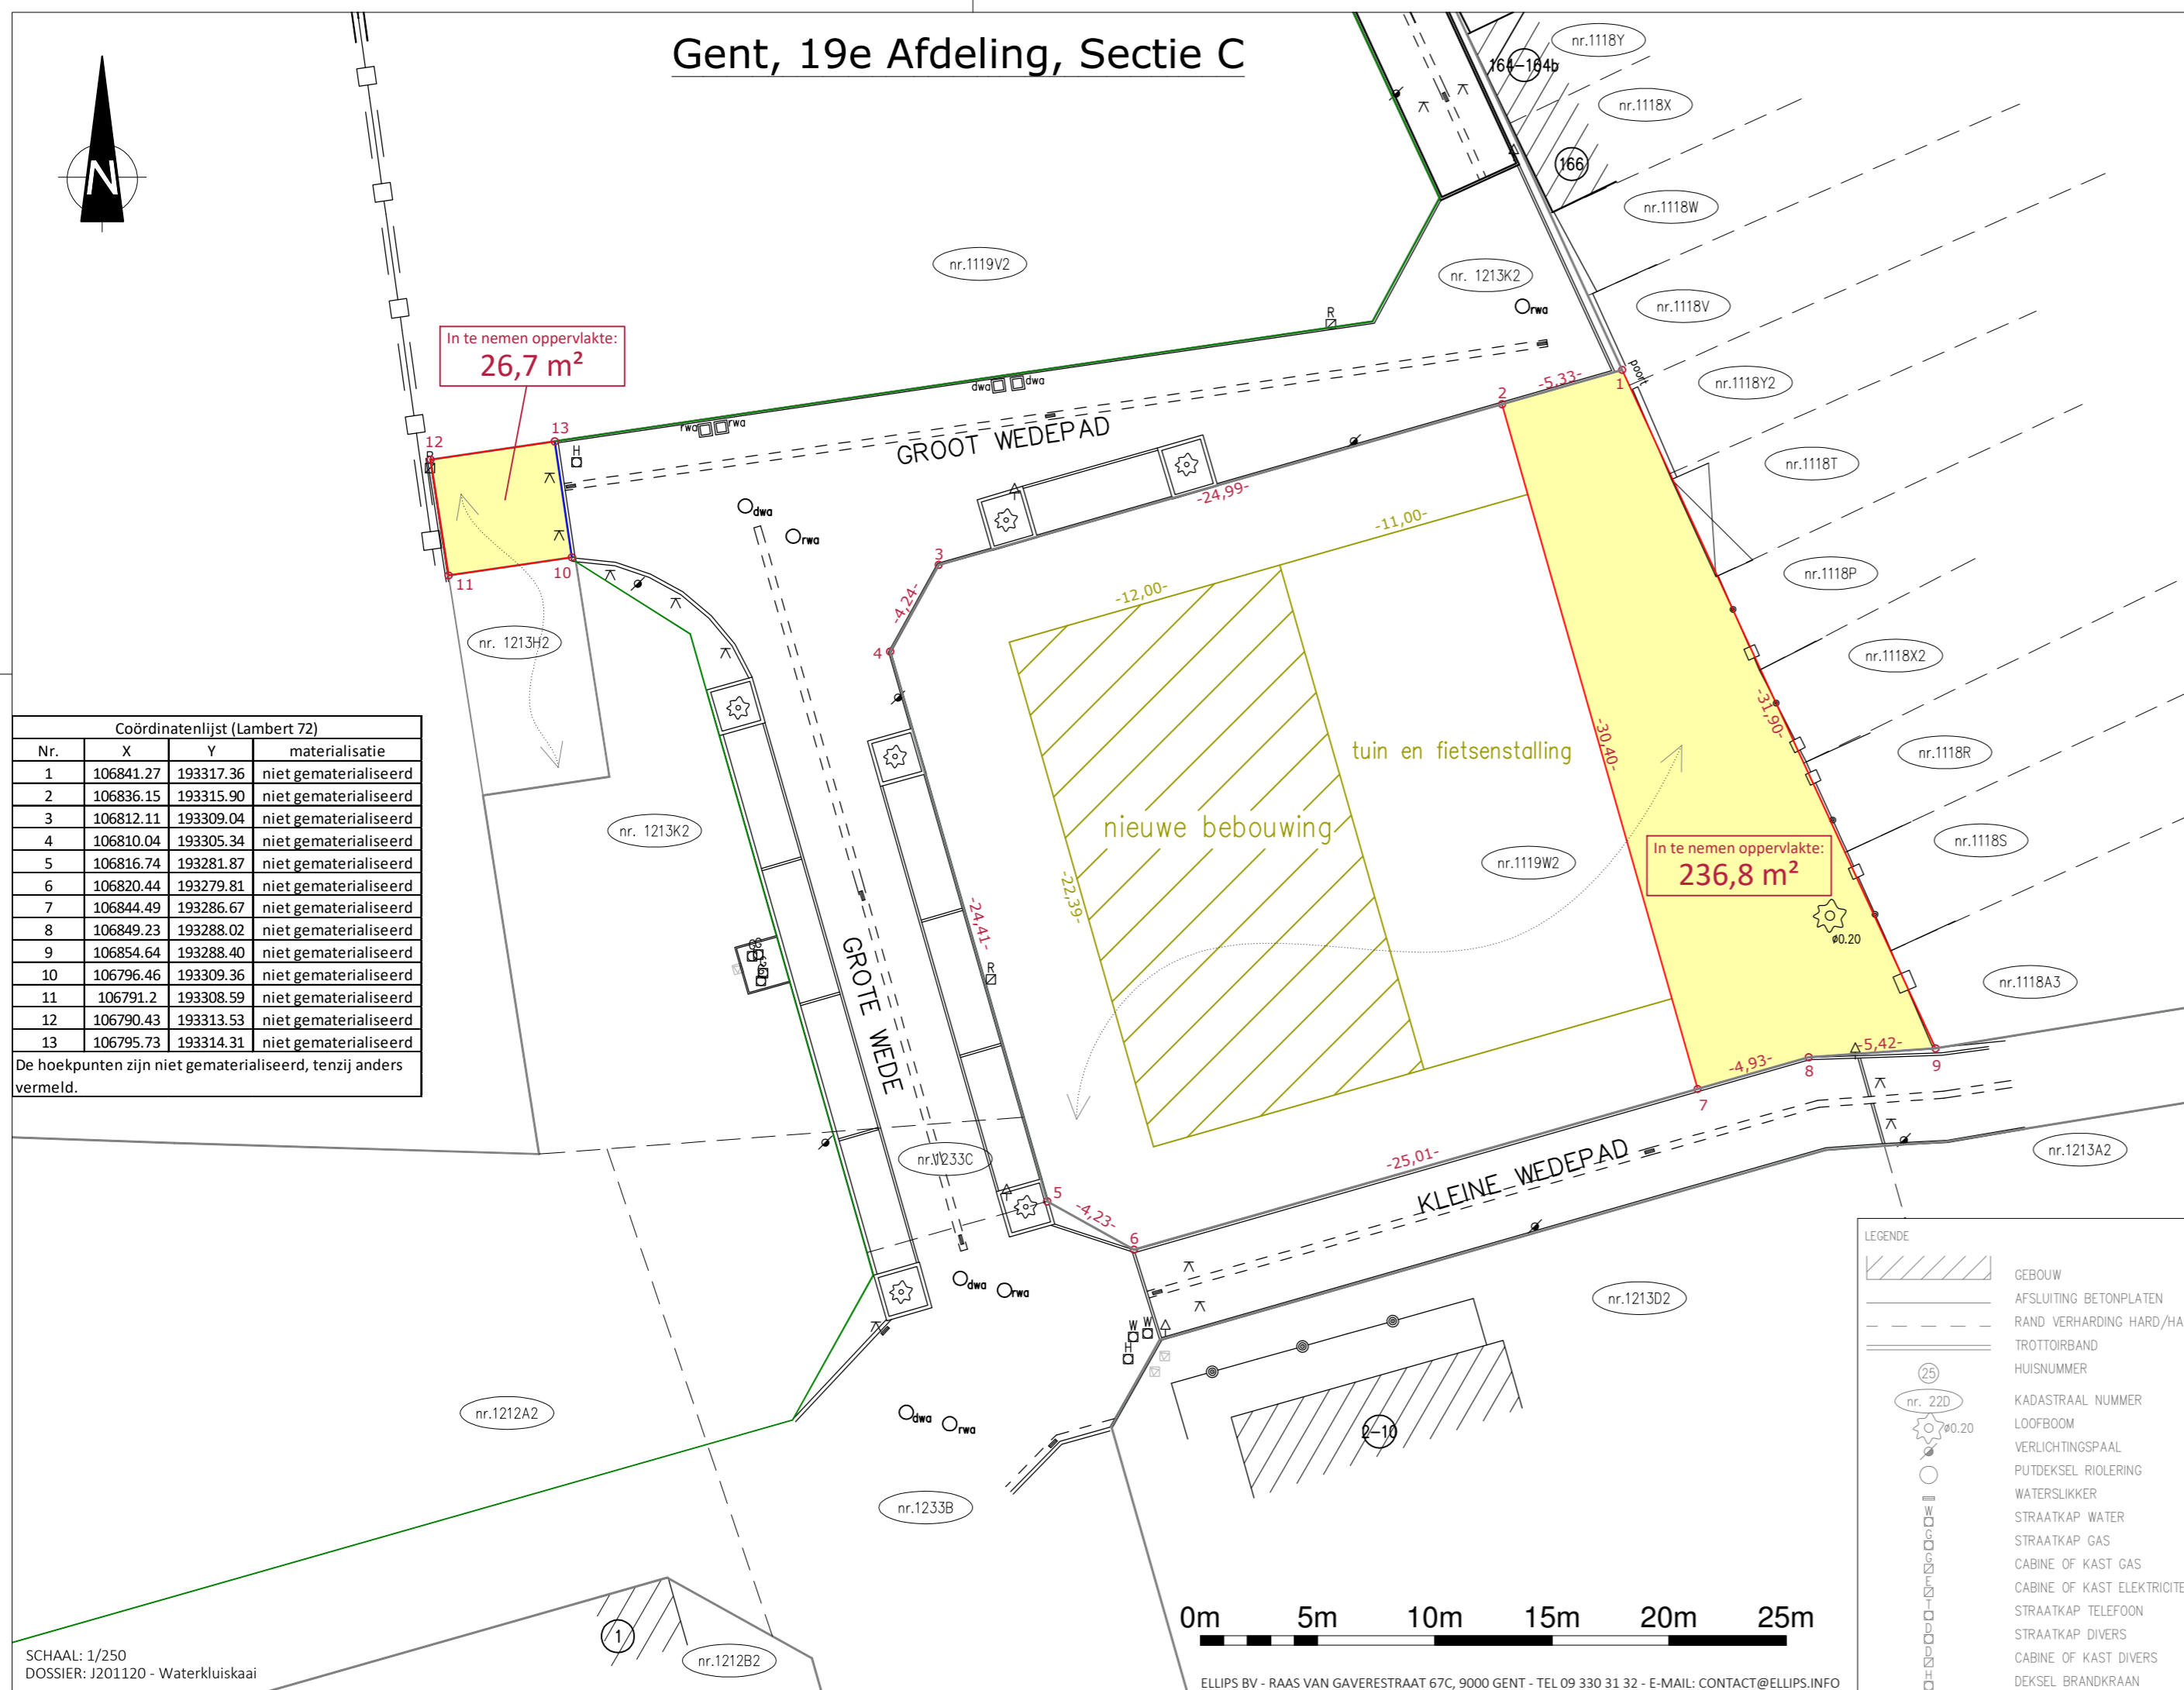 Gent, 19e Afdeling, Sectie C
N
nr.1118Y
164-164b
nr.1118X
166
nr.1118W
nr.1119V2
nr. 1213K2
rwa
nr.1118V
R
poort
In te nemen oppervlakte:
26,7 m²
nr.1118Y2
dwa
dwa
-5,33-
1
2
rwa
rwa
GROOT WEDEPAD
12
13
R
H
nr.1118T
-24,99-
dwa
rwa
-11,00-
3
10
11
nr.1118P
-12,00-
-4,24-
nr. 1213H2
4
nr.1118X2
-31,90-
-30,40-
tuin en fietsenstalling
nr.1118R
Coördinatenlijst (Lambert 72)
Nr. X Y materialisatie
1 106841.27 193317.36 niet gematerialiseerd
2 106836.15 193315.90 niet gematerialiseerd
3 106812.11 193309.04 niet gematerialiseerd
4 106810.04 193305.34 niet gematerialiseerd
5 106816.74 193281.87 niet gematerialiseerd
6 106820.44 193279.81 niet gematerialiseerd
7 106844.49 193286.67 niet gematerialiseerd
8 106849.23 193288.02 niet gematerialiseerd
9 106854.64 193288.40 niet gematerialiseerd
10 106796.46 193309.36 niet gematerialiseerd
11 106791.2 193308.59 niet gematerialiseerd
12 106790.43 193313.53 niet gematerialiseerd
13 106795.73 193314.31 niet gematerialiseerd
De hoekpunten zijn niet gematerialiseerd, tenzij anders
vermeld.
nr. 1213K2
nieuwe bebouwing
nr.1119W2
In te nemen oppervlakte:
236,8 m²
nr.1118S
-22,39-
-24,41-
ø0.20
R
nr.1118A3
GROTE WEDE
-5,42-
-4,93-
8
9
7
nr.1233C
-25,01-
KLEINE WEDEPAD
nr.1213A2
5
-4,23-
6
dwa
rwa
nr.1213D2
W
W
H
2-10
nr.1212A2
dwa
rwa
nr.1233B
1
nr.1212B2
LEGENDE
GEBOUW
AFSLUITING BETONPLATEN
RAND VERHARDING HARD/HA
TROTTOIRBAND
25 HUISNUMMER
nr. 22D KADASTRAAL NUMMER
ø0.20 LOOFBOOM
VERLICHTINGSPAAL
PUTDEKSEL RIOLERING
WATERSLIKKER
W STRAATKAP WATER
G STRAATKAP GAS
G CABINE OF KAST GAS
E CABINE OF KAST ELEKTRICITE
T STRAATKAP TELEFOON
D STRAATKAP DIVERS
D CABINE OF KAST DIVERS
H DEKSEL BRANDKRAAN
0m 5m 10m 15m 20m 25m
SCHAAL: 1/250
DOSSIER: J201120 - Waterkluiskaai
ELLIPS BV - RAAS VAN GAVERESTRAAT 67C, 9000 GENT - TEL 09 330 31 32 - E-MAIL: CONTACT@ELLIPS.INFO